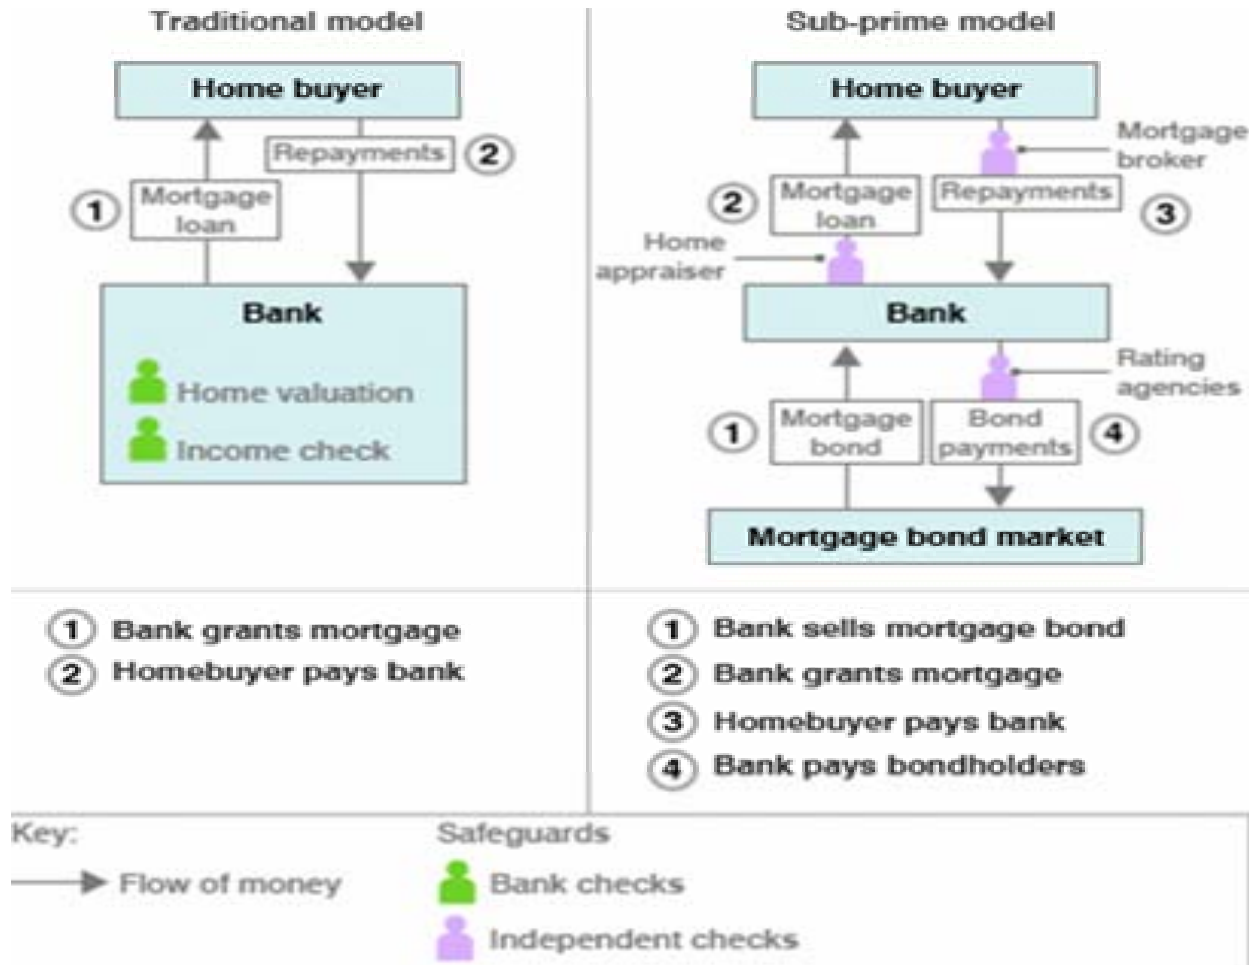 Traditional model
Home buyer
Repayments
2
1
Mortgage
loan
Bank
Home valuation
Income check
1 Bank grants mortgage
2 Homebuyer pays bank
Sub-prime model
Home buyer
Mortgage
broker
2
Mortgage
loan
Repayments
3
Home
appraiser
Bank
Rating
agencies
1
Mortgage
bond
Bond
payments
4
Mortgage bond market
1 Bank sells mortgage bond
2 Bank grants mortgage
3 Homebuyer pays bank
4 Bank pays bondholders
Key:
Flow of money
Safeguards
Bank checks
Independent checks